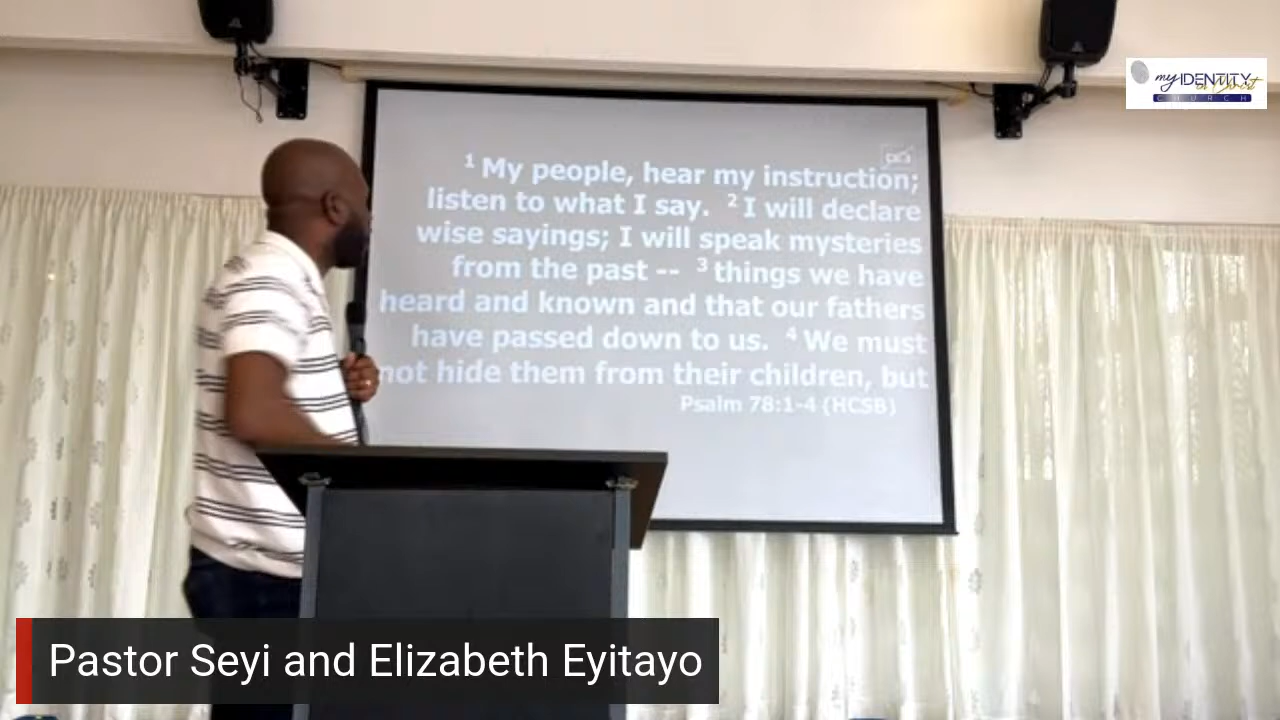 my IDENTITY
in Christ
CHURCH
1 My people, hear my instruction;
listen to what I say. 2 I will declare
wise sayings; I will speak mysteries
from the past -- 3 things we have
heard and known and that our fathers
have passed down to us. 4 We must
not hide them from their children, but
Psalm 78:1-4 (HCSB)
Pastor Seyi and Elizabeth Eyitayo